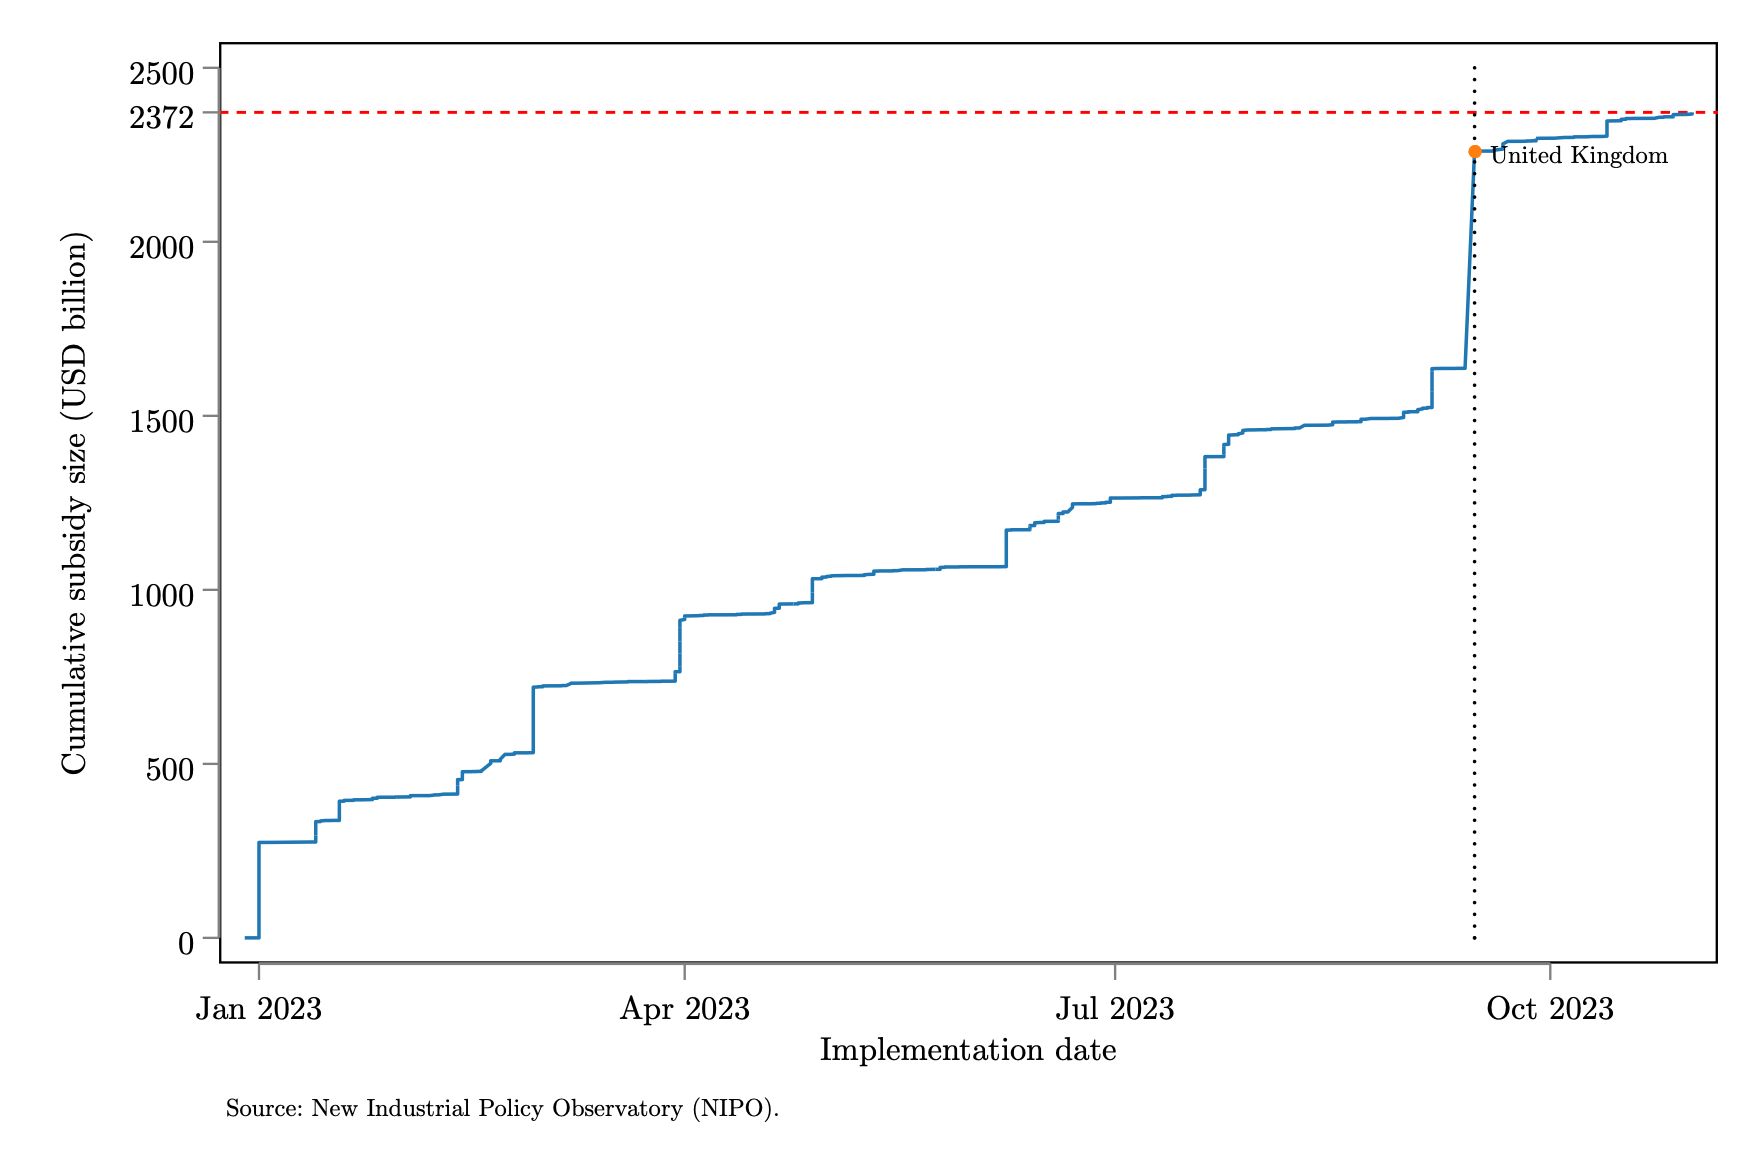 Cumulative subsidy size (USD billion)
2500
2372
2000
1500
1000
500
0
United Kingdom
Jan 2023
Apr 2023
Jul 2023
Oct 2023
Implementation date
Source: New Industrial Policy Observatory (NIPO).